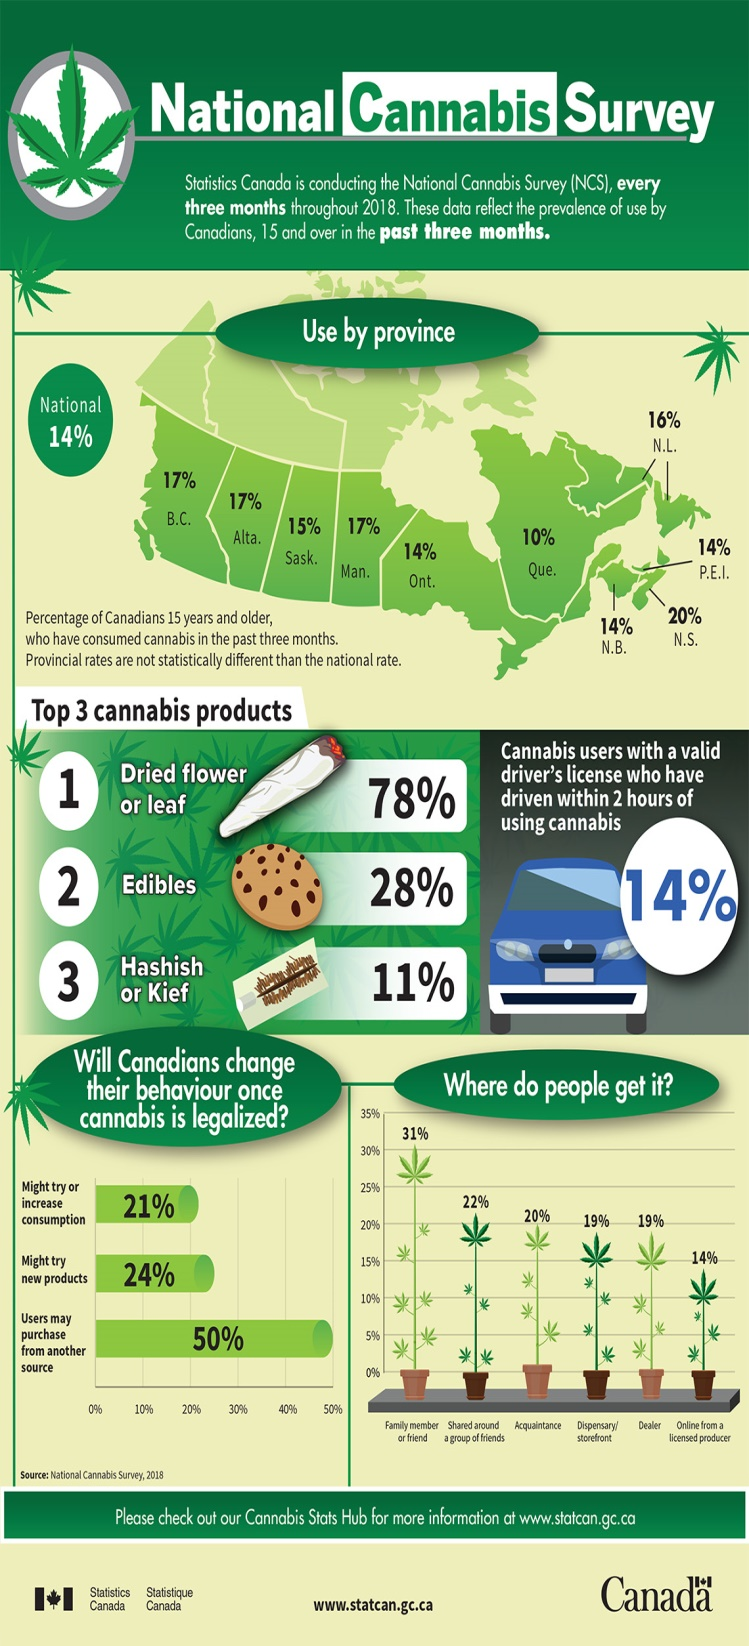 National Cannabis Survey
Statistics Canada is conducting the National Cannabis Survey (NCS), every
three months throughout 2018. These data reflect the prevalence of use by
Canadians, 15 and over in the past three months.
Use by province
National
14%
17%
B.C.
17%
Alta.
15%
Sask.
17%
Man.
14%
Ont.
10%
Que.
16%
N.L.
14%
P.E.I.
20%
N.S.
14%
N.B.
Percentage of Canadians 15 years and older,
who have consumed cannabis in the past three months.
Provincial rates are not statistically different than the national rate.
Top 3 cannabis products
1
Dried flower
or leaf
78%
2
Edibles
28%
3
Hashish
or Kief
11%
Cannabis users with a valid
driver's license who have
driven within 2 hours of
using cannabis
14%
Will Canadians change
their behaviour once
cannabis is legalized?
Might try or
increase
consumption
21%
Might try
new products
24%
Users may
purchase
from another
source
50%
0% 10% 20% 30% 40% 50%
Source: National Cannabis Survey, 2018
Where do people get it?
35%
30%
25%
20%
15%
10%
5%
0%
31%
22%
20%
19%
19%
14%
Family member
or friend
Shared around
a group of friends
Acquaintance
Dispensary/
storefront
Dealer
Online from a
licensed producer
Please check out our Cannabis Stats Hub for more information at www.statcan.gc.ca
Statistics
Canada
Statistique
Canada
www.statcan.gc.ca
Canada